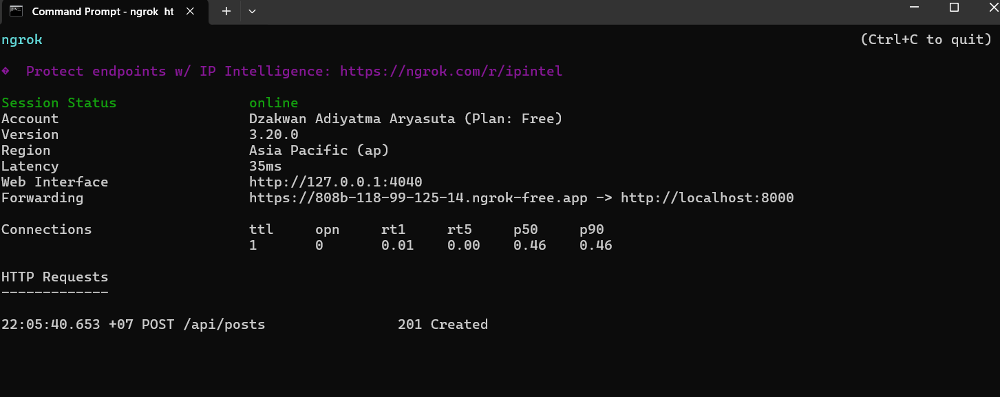 Command Prompt - ngrok ht
ngrok (Ctrl+C to quit)
� Protect endpoints w/ IP Intelligence: https://ngrok.com/r/ipintel
Session Status online
Account Dzakwan Adiyatma Aryasuta (Plan: Free)
Version 3.20.0
Region Asia Pacific (ap)
Latency 35ms
Web Interface http://127.0.0.1:4040
Forwarding https://808b-118-99-125-14.ngrok-free.app -> http://localhost:8000
Connections ttl opn rt1 rt5 p50 p90
1 0 0.01 0.00 0.46 0.46
HTTP Requests
-------------
22:05:40.653 +07 POST /api/posts 201 Created